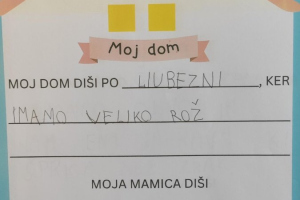 Moj dom
MOJ DOM DIŠI PO LJUBEZNI, KER
IMAMO VELIKO ROŽ
MOJA MAMICA DIŠI